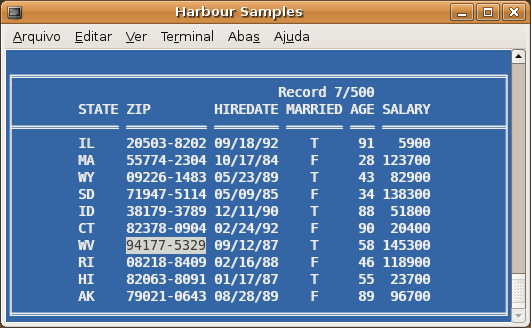 Harbour Samples
Arquivo Editar Ver Terminal Abas Ajuda
Record 7/500
STATE ZIP HIREDATE MARRIED AGE SALARY
IL 20503-8202 09/18/92 T 91 5900
MA 55774-2304 10/17/84 F 28 123700
WY 09226-1483 05/23/89 T 43 82900
SD 71947-5114 05/09/85 F 34 138300
ID 38179-3789 12/11/90 T 88 51800
CT 82378-0904 02/24/92 F 90 20400
WV 94177-5329 09/12/87 T 58 145300
RI 08218-8409 02/16/88 F 46 118900
HI 82063-8091 01/17/87 T 55 23700
AK 79021-0643 08/28/89 F 89 96700